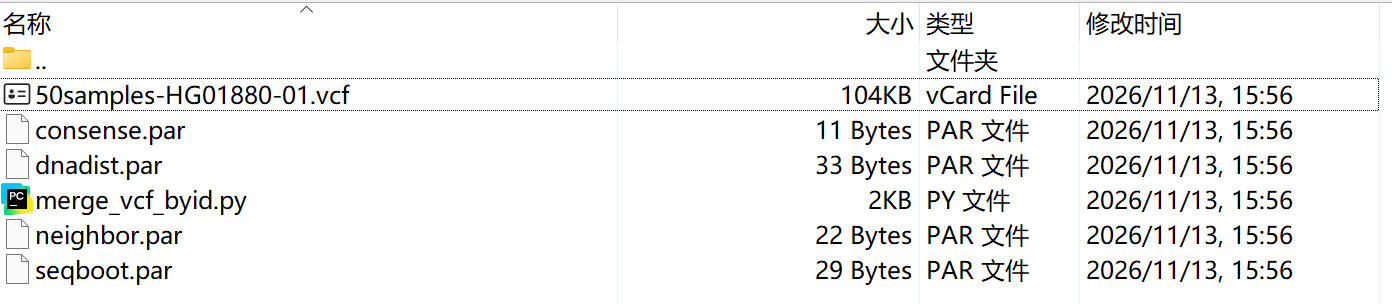 名称 大小 类型 修改时间
.. 文件夹
50samples-HG01880-01.vcf 104KB vCard File 2026/11/13, 15:56
consense.par 11 Bytes PAR 文件 2026/11/13, 15:56
dnadist.par 33 Bytes PAR 文件 2026/11/13, 15:56
PC merge_vcf_byid.py 2KB PY 文件 2026/11/13, 15:56
neighbor.par 22 Bytes PAR 文件 2026/11/13, 15:56
seqboot.par 29 Bytes PAR 文件 2026/11/13, 15:56